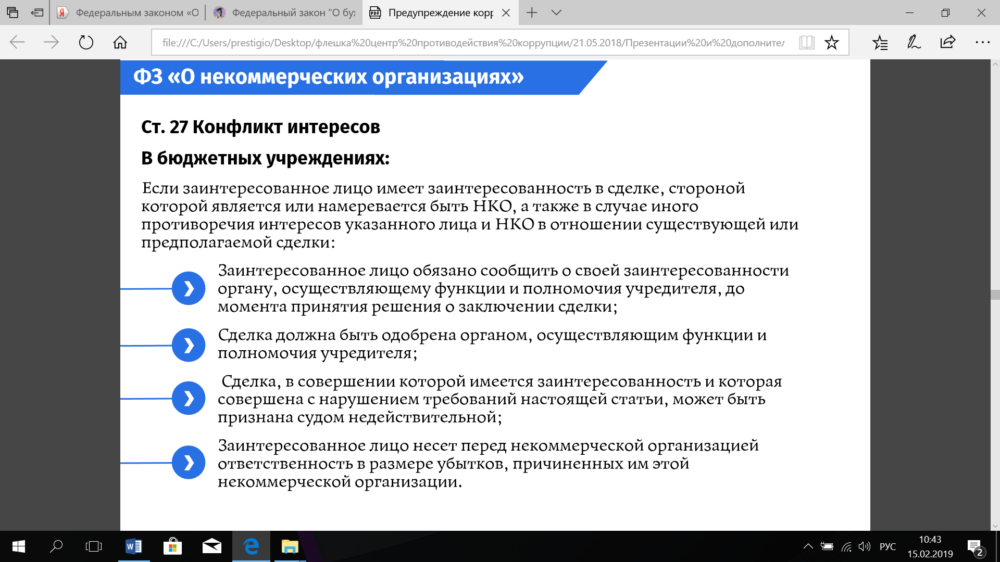 Федеральным законом «О
Федеральный закон "О бу
Предупреждение корр
file:///C:/Users/prestigio/Desktop/флешка%20центр%20противодействия%20коррупции/21.05.2018/Презентации%20и%20дополнител
ФЗ «О некоммерческих организациях»
Ст. 27 Конфликт интересов
В бюджетных учреждениях:
Если заинтересованное лицо имеет заинтересованность в сделке, стороной
которой является или намеревается быть НКО, а также в случае иного
противоречия интересов указанного лица и НКО в отношении существующей или
предполагаемой сделки:
Заинтересованное лицо обязано сообщить о своей заинтересованности
органу, осуществляющему функции и полномочия учредителя, до
момента принятия решения о заключении сделки;
Сделка должна быть одобрена органом, осуществляющим функции и
полномочия учредителя;
Сделка, в совершении которой имеется заинтересованность и которая
совершена с нарушением требований настоящей статьи, может быть
признана судом недействительной;
Заинтересованное лицо несет перед некоммерческой организацией
ответственность в размере убытков, причиненных им этой
некоммерческой организации.
РУС
10:43
15.02.2019
2